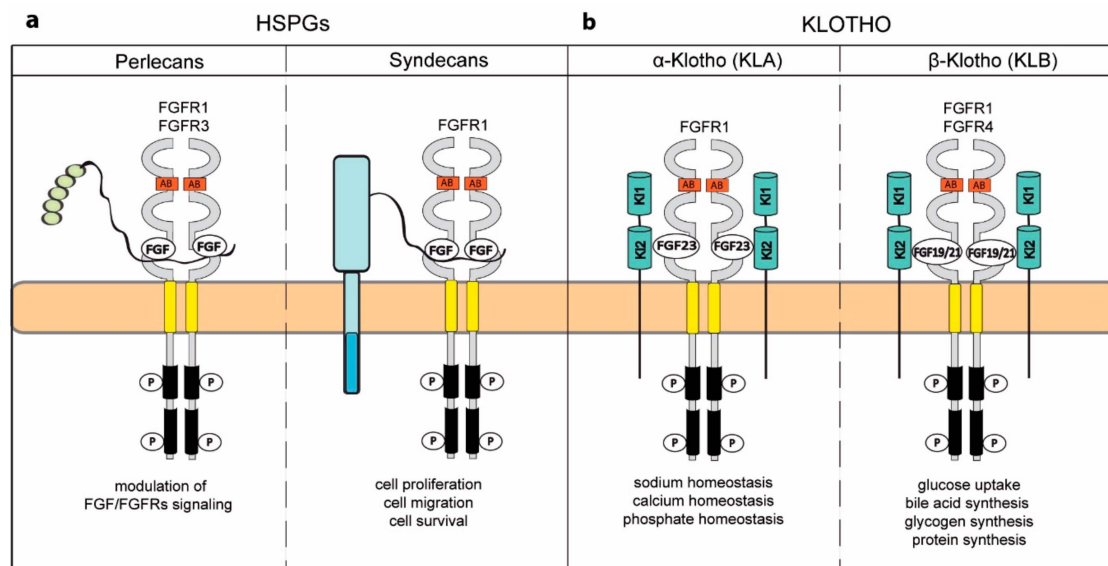 a
HSPGs
b
KLOTHO
Perlecans
Syndecans
α-Klotho (KLA)
β-Klotho (KLB)
FGFR1
FGFR3
AB AB
FGF FGF
P P
P P
modulation of
FGF/FGFRs signaling
FGFR1
AB AB
FGF FGF
P P
P P
cell proliferation
cell migration
cell survival
FGFR1
AB AB
Kl1 Kl1
Kl2 FGF23 FGF23 Kl2
P P
P P
sodium homeostasis
calcium homeostasis
phosphate homeostasis
FGFR1
FGFR4
AB AB
Kl1 Kl1
Kl2 FGF19/21 FGF19/21 Kl2
P P
P P
glucose uptake
bile acid synthesis
glycogen synthesis
protein synthesis